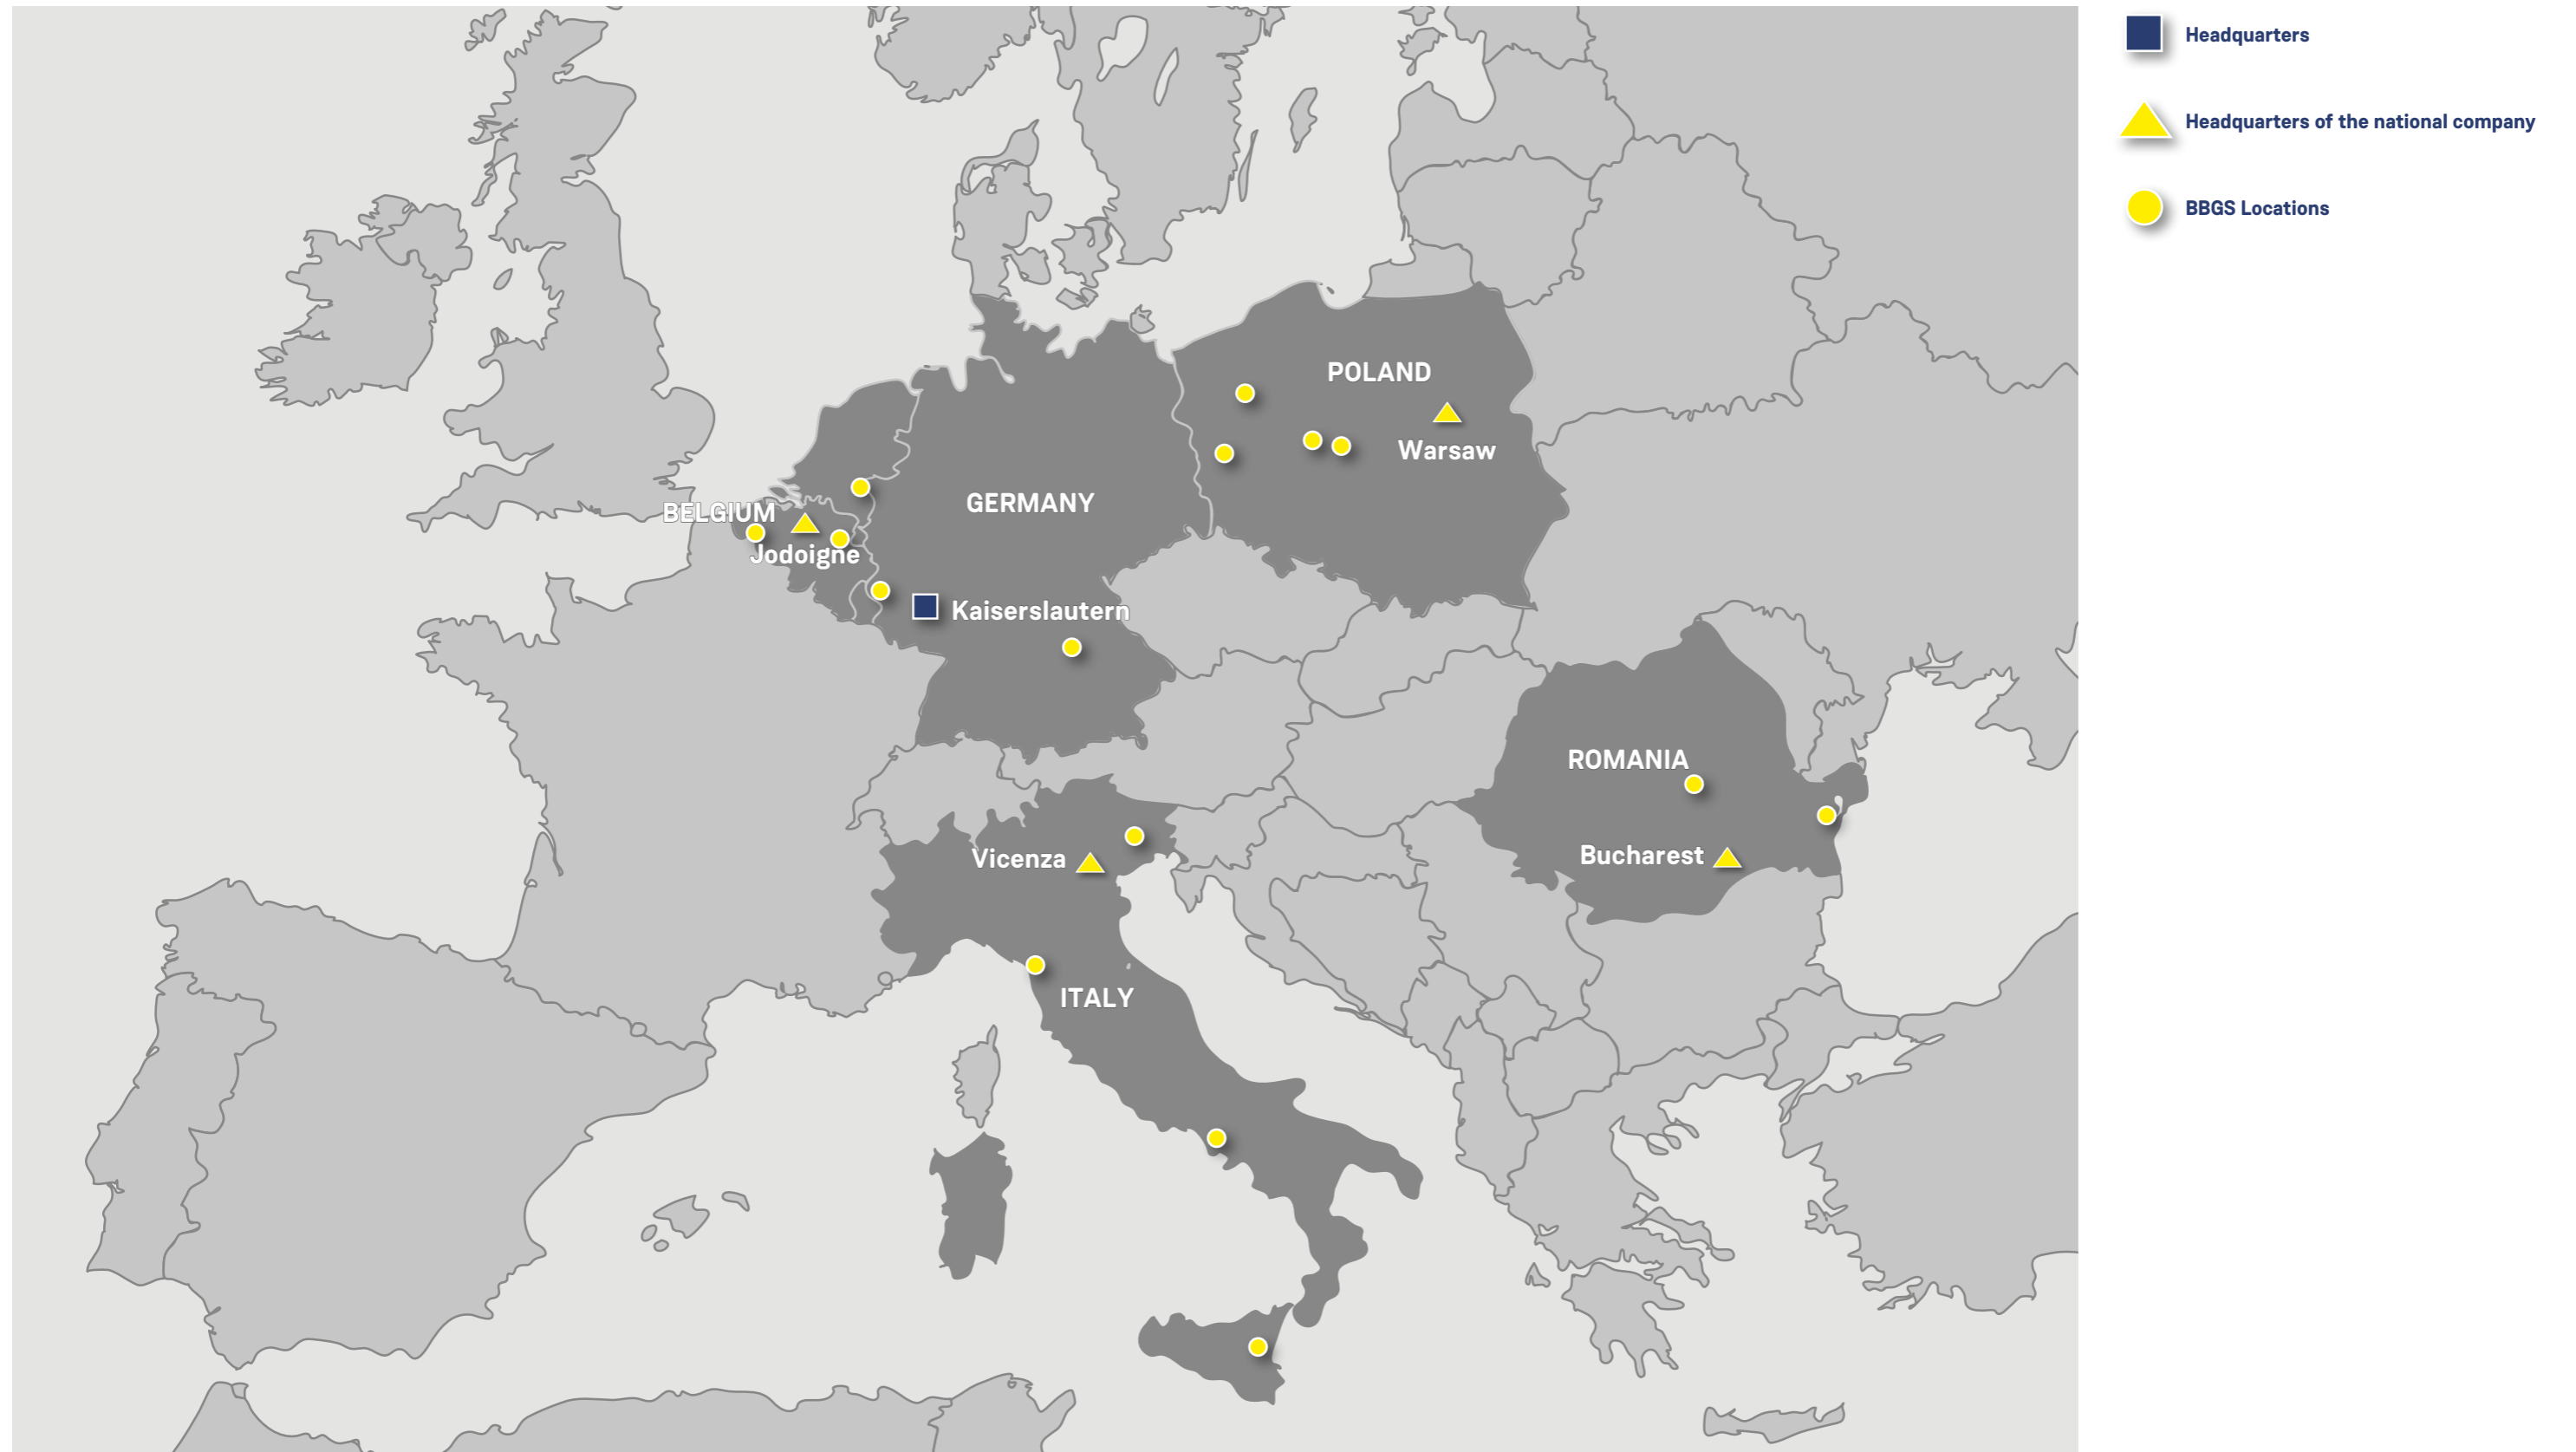 Headquarters
Headquarters of the national company
BBGS Locations
POLAND
Warsaw
GERMANY
BELGIUM
Jodoigne
Kaiserslautern
ROMANIA
Bucharest
Vicenza
ITALY